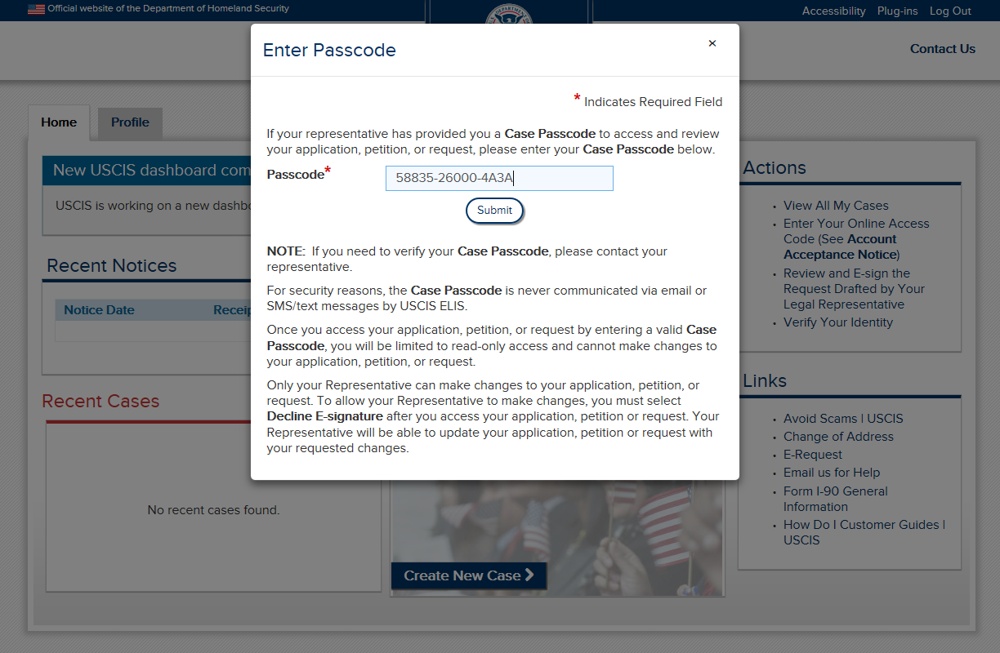 Official website of the Department of Homeland Security
Accessibility Plug-ins Log Out
Contact Us
Enter Passcode
×
* Indicates Required Field
If your representative has provided you a Case Passcode to access and review
your application, petition, or request, please enter your Case Passcode below.
Passcode*
58835-26000-4A3A
Submit
NOTE: If you need to verify your Case Passcode, please contact your
representative.
For security reasons, the Case Passcode is never communicated via email or
SMS/text messages by USCIS ELIS.
Once you access your application, petition, or request by entering a valid Case
Passcode, you will be limited to read-only access and cannot make changes to
your application, petition, or request.
Only your Representative can make changes to your application, petition, or
request. To allow your Representative to make changes, you must select
Decline E-signature after you access your application, petition or request. Your
Representative will be able to update your application, petition or request with
your requested changes.
Home Profile
New USCIS dashboard com
USCIS is working on a new dashbo
Recent Notices
Notice Date Receip
Recent Cases
No recent cases found.
Create New Case
Actions
• View All My Cases
• Enter Your Online Access
Code (See Account
Acceptance Notice)
• Review and E-sign the
Request Drafted by Your
Legal Representative
• Verify Your Identity
Links
• Avoid Scams | USCIS
• Change of Address
• E-Request
• Email us for Help
• Form I-90 General
Information
• How Do I Customer Guides |
USCIS